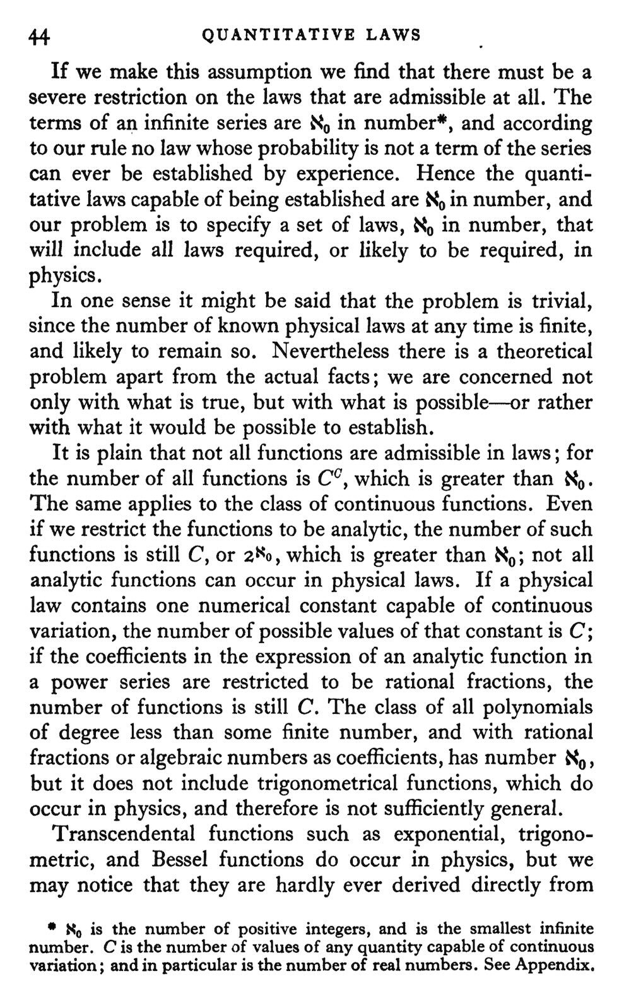 44 QUANTITATIVE LAWS
If we make this assumption we find that there must be a
severe restriction on the laws that are admissible at all. The
terms of an infinite series are ℵ₀ in number*, and according
to our rule no law whose probability is not a term of the series
can ever be established by experience. Hence the quanti-
tative laws capable of being established are ℵ₀ in number, and
our problem is to specify a set of laws, ℵ₀ in number, that
will include all laws required, or likely to be required, in
physics.
In one sense it might be said that the problem is trivial,
since the number of known physical laws at any time is finite,
and likely to remain so. Nevertheless there is a theoretical
problem apart from the actual facts; we are concerned not
only with what is true, but with what is possible—or rather
with what it would be possible to establish.
It is plain that not all functions are admissible in laws; for
the number of all functions is C^C, which is greater than ℵ₀.
The same applies to the class of continuous functions. Even
if we restrict the functions to be analytic, the number of such
functions is still C, or 2^ℵ₀, which is greater than ℵ₀; not all
analytic functions can occur in physical laws. If a physical
law contains one numerical constant capable of continuous
variation, the number of possible values of that constant is C;
if the coefficients in the expression of an analytic function in
a power series are restricted to be rational fractions, the
number of functions is still C. The class of all polynomials
of degree less than some finite number, and with rational
fractions or algebraic numbers as coefficients, has number ℵ₀,
but it does not include trigonometrical functions, which do
occur in physics, and therefore is not sufficiently general.
Transcendental functions such as exponential, trigono-
metric, and Bessel functions do occur in physics, but we
may notice that they are hardly ever derived directly from
* ℵ₀ is the number of positive integers, and is the smallest infinite
number. C is the number of values of any quantity capable of continuous
variation; and in particular is the number of real numbers. See Appendix.